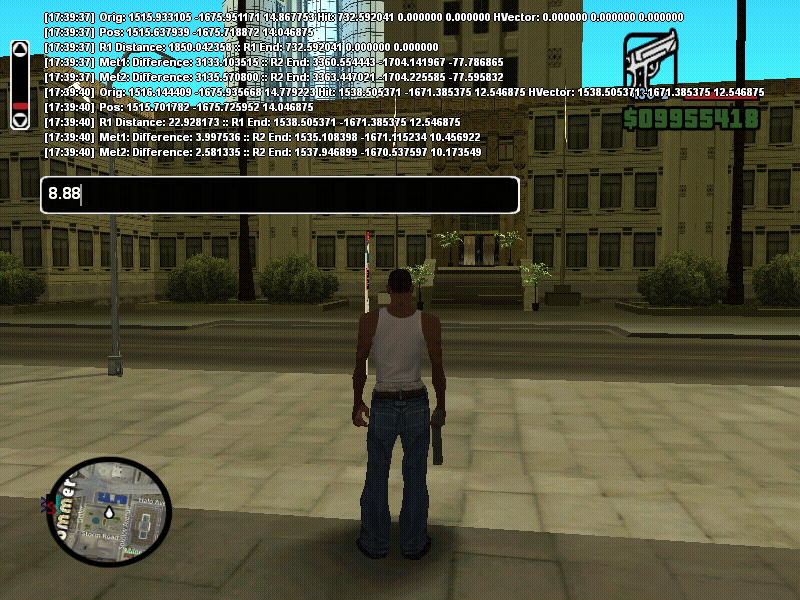 [17:39:37] Orig: 1515.933105 -1675.951171 14.867753 Hit: 732.592041 0.000000 0.000000 HVector: 0.000000 0.000000 0.000000
[17:39:37] Pos: 1515.637939 -1675.718872 14.046875
[17:39:37] R1 Distance: 1850.042358 :: R1 End: 732.592041 0.000000 0.000000
[17:39:37] Met1: Difference: 3133.103515 :: R2 End: 3360.554443 -1704.141967 -77.786865
[17:39:37] Met2: Difference: 3135.570800 :: R2 End: 3363.447021 -1704.225585 -77.595832
[17:39:40] Orig: 1516.144409 -1675.935668 14.779223 Hit: 1538.505371 -1671.385375 12.546875 HVector: 1538.505371 -1671.385375 12.546875
[17:39:40] Pos: 1515.701782 -1675.725952 14.046875
[17:39:40] R1 Distance: 22.928173 :: R1 End: 1538.505371 -1671.385375 12.546875
[17:39:40] Met1: Difference: 3.997536 :: R2 End: 1535.108398 -1671.115234 10.456922
[17:39:40] Met2: Difference: 2.581335 :: R2 End: 1537.946899 -1670.537597 10.173549
$09955418
8.88